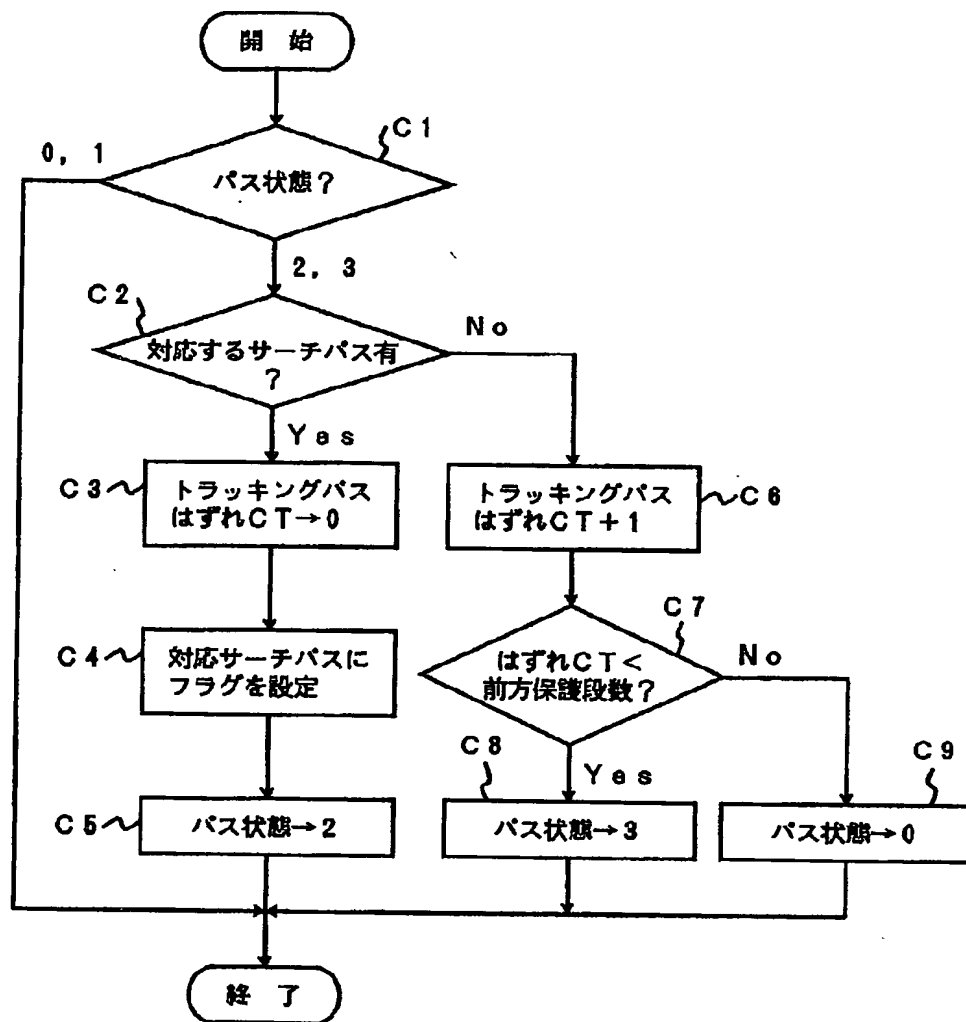 開 始
C1
0, 1
パス状態？
2, 3
C2
No
対応するサーチパス有
？
Yes
C3
トラッキングパス
はずれCT→0
トラッキングパス
はずれCT+1
C6
C7
C4
対応サーチパスに
フラグを設定
はずれCT＜
前方保護段数？
No
C8
Yes
C9
C5
パス状態→2
パス状態→3
パス状態→0
終 了